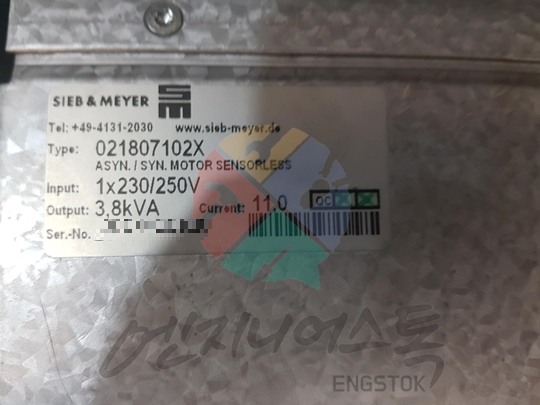 SIEB & MEYER
Tel: +49-4131-2030 www.sieb-meyer.de
Type: 021807102X
ASYN. / SYN. MOTOR SENSORLESS
Input: 1x230/250V
Output: 3,8kVA Current: 11.0 QC
Ser.-No.
엔지니어스톡
ENGSTOK